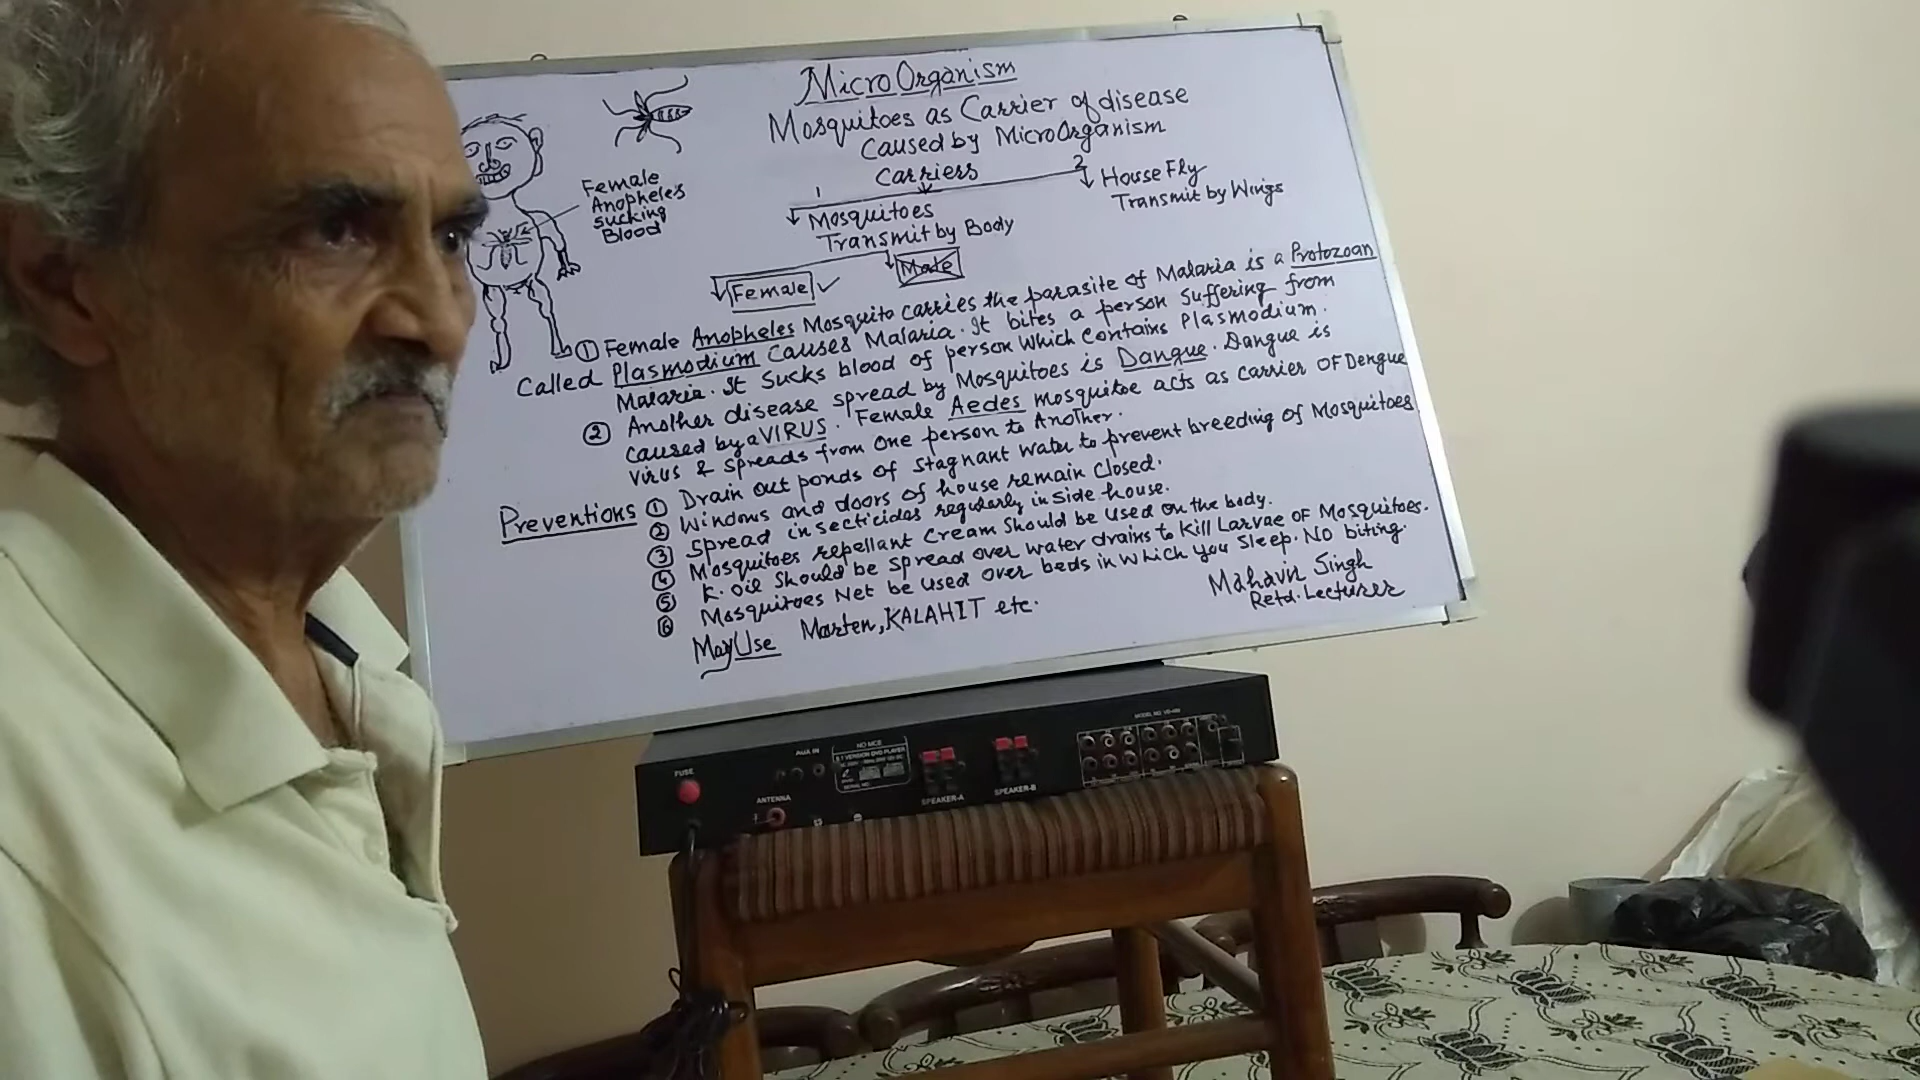 MicroOrganism
Mosquitoes as Carrier of disease
Caused by MicroOrganism
Carriers
1
2
House Fly
Transmit by Wings
Mosquitoes
Transmit by Body
Female
Male
Female
Anopheles
sucking
Blood
① Female Anopheles Mosquito carries the parasite of Malaria is a Protozoan
Called Plasmodium Causes Malaria. It bites a person suffering from
Malaria. It sucks blood of person which contains Plasmodium.
② Another disease spread by Mosquitoes is Dangue. Dangue is
caused by a VIRUS. Female Aedes mosquitoe acts as carrier of Dengue
Virus & spreads from one person to Another.
Preventions ① Drain out ponds of stagnant water to prevent breeding of Mosquitoes
② Windows and doors of house remain closed.
③ Spread insecticides regularly in side house.
④ Mosquitoes repellant cream should be used on the body.
⑤ K. oil should be spread over water drains to kill Larvae of Mosquitoes.
⑥ Mosquitoes Net be used over beds in which you sleep. No biting.
May Use Marten, KALAHIT etc.
Mahavir Singh
Retd. Lecturer
FUSE
ANTENNA
SPEAKER-A
SPEAKER-B